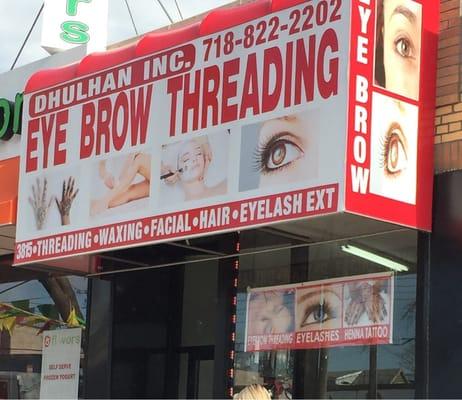 S
DHULHAN INC. 718-822-2202
EYE BROW THREADING
3815•THREADING•WAXING•FACIAL•HAIR•EYELASH EXT
EYE BROW
EYEBROW THREADING EYELASHES HENNA TATTOO
flavors
SELF SERVE
FROZEN YOGURT